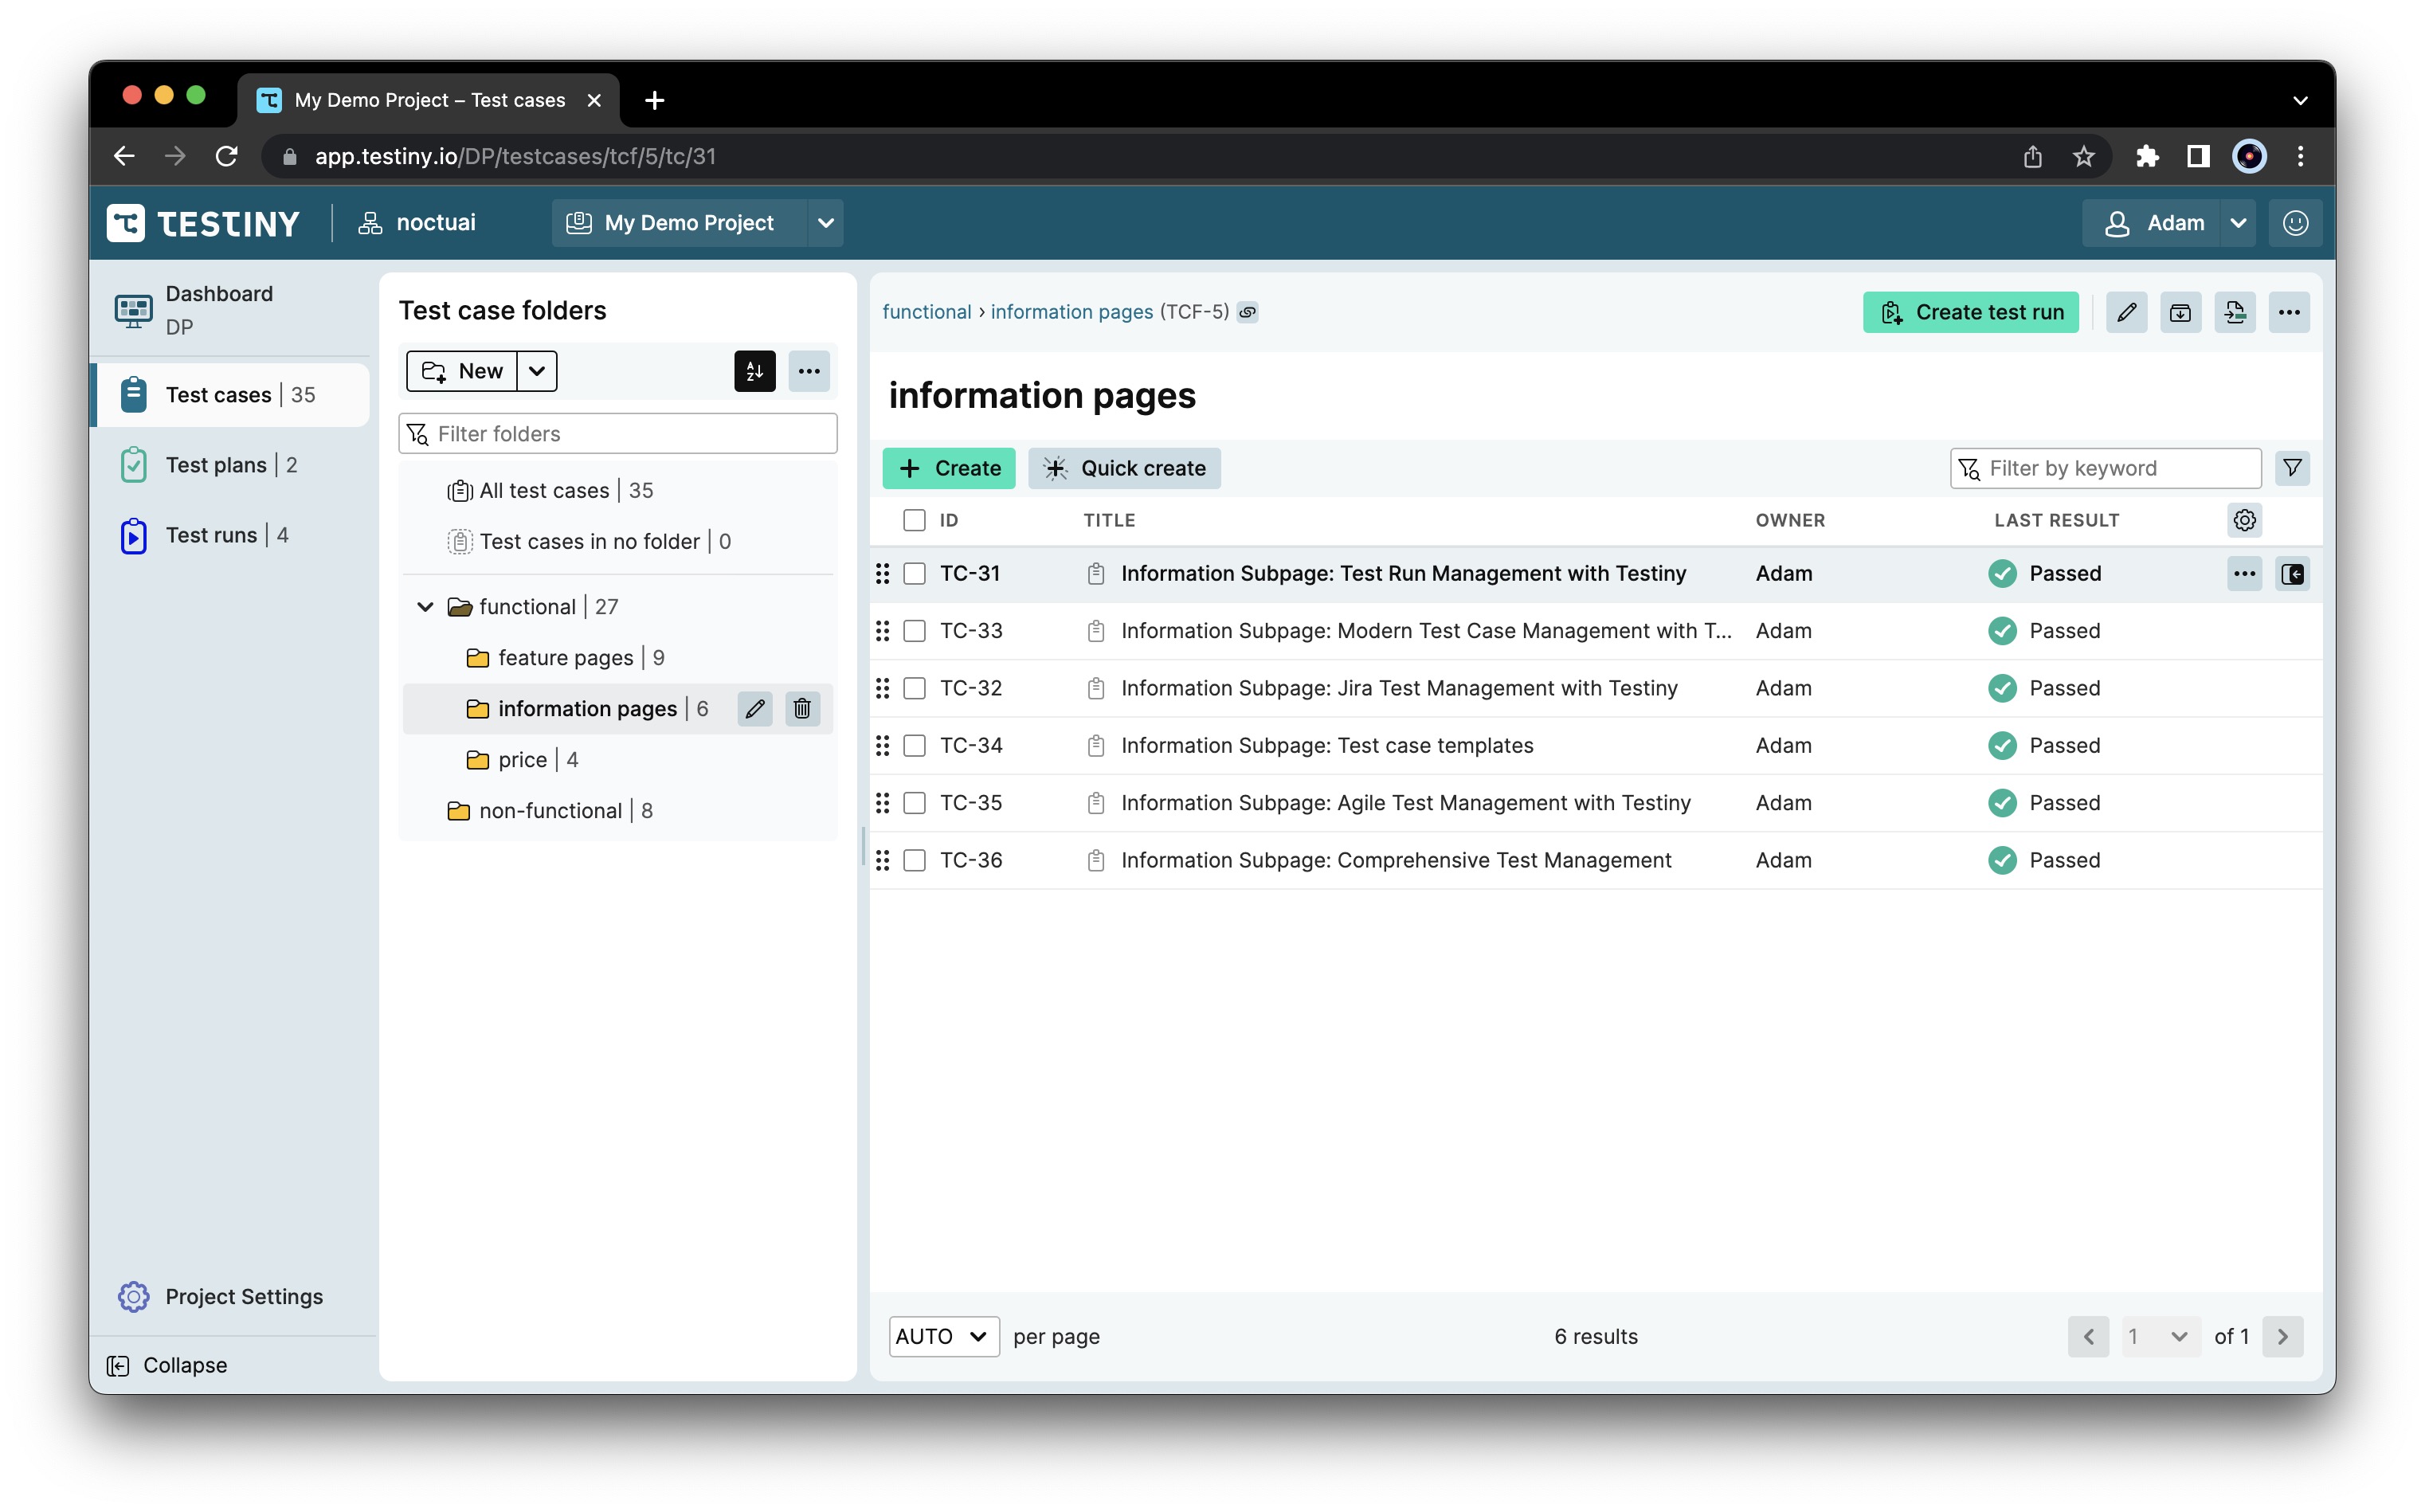 My Demo Project – Test cases
app.testiny.io/DP/testcases/tcf/5/tc/31
TESTINY
noctuai
My Demo Project
Adam
Dashboard
DP
Test cases | 35
Test plans | 2
Test runs | 4
Project Settings
Collapse
Test case folders
New
A Z
Filter folders
All test cases | 35
Test cases in no folder | 0
functional | 27
feature pages | 9
information pages | 6
price | 4
non-functional | 8
functional › information pages (TCF-5)
Create test run
information pages
Create
Quick create
Filter by keyword
ID TITLE OWNER LAST RESULT
TC-31 Information Subpage: Test Run Management with Testiny Adam Passed
TC-33 Information Subpage: Modern Test Case Management with T... Adam Passed
TC-32 Information Subpage: Jira Test Management with Testiny Adam Passed
TC-34 Information Subpage: Test case templates Adam Passed
TC-35 Information Subpage: Agile Test Management with Testiny Adam Passed
TC-36 Information Subpage: Comprehensive Test Management Adam Passed
AUTO per page
6 results
1 of 1